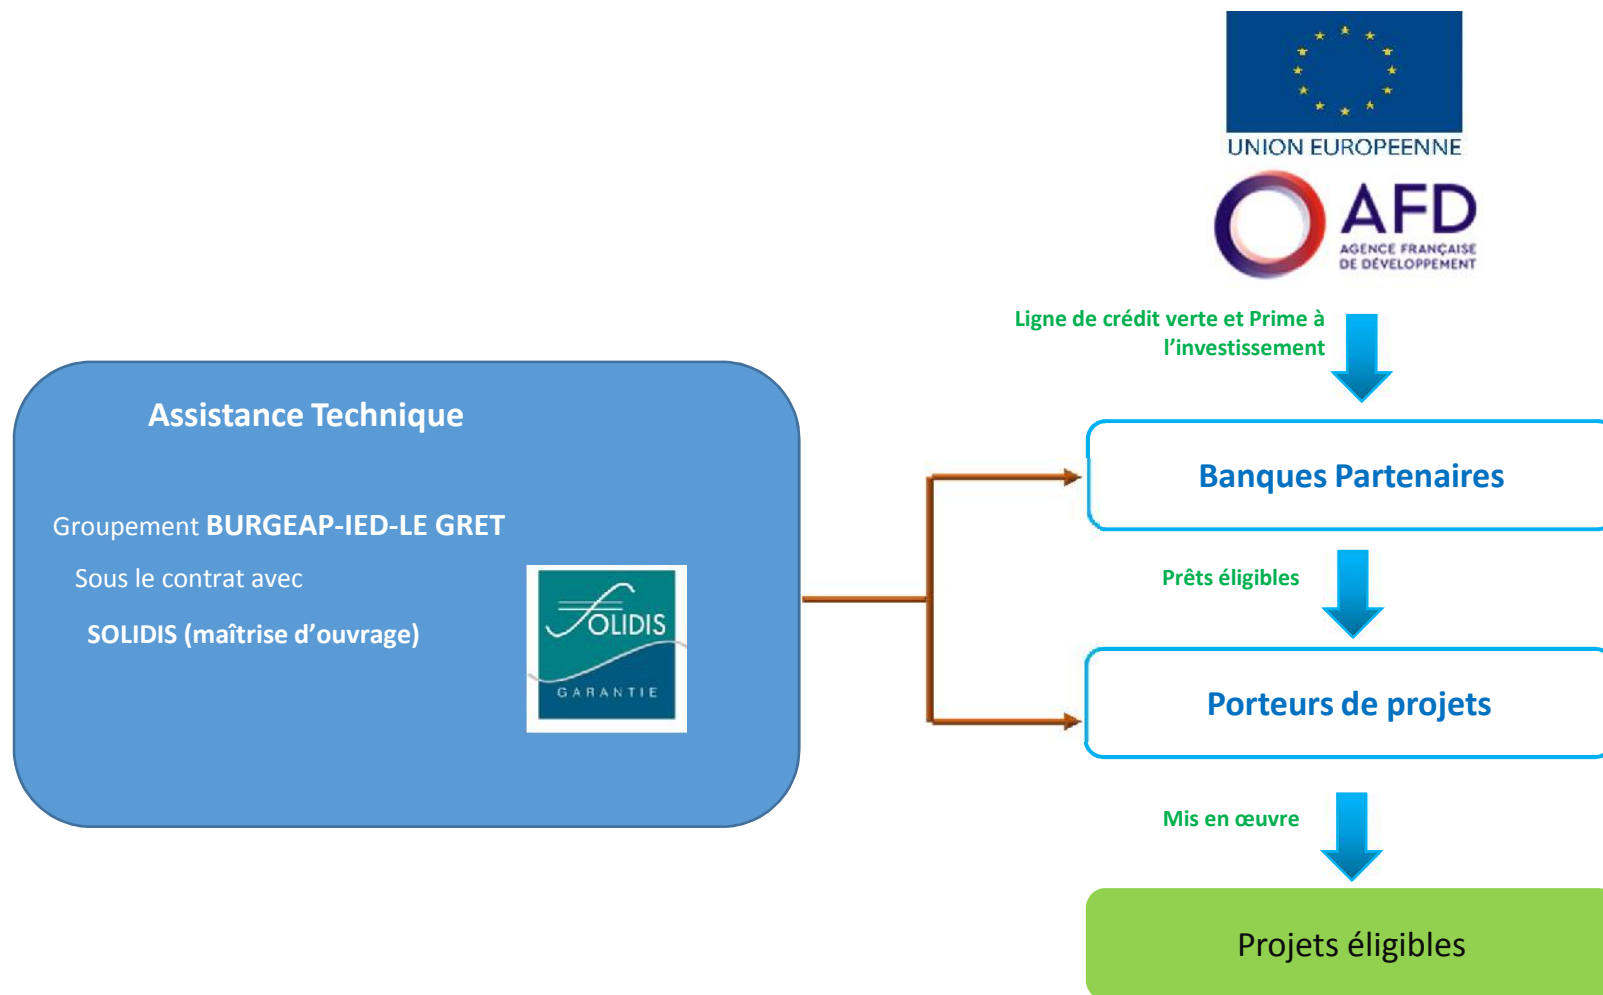 UNION EUROPEENNE
AFD
AGENCE FRANÇAISE
DE DÉVELOPPEMENT
Ligne de crédit verte et Prime à
l’investissement
Assistance Technique
Groupement BURGEAP-IED-LE GRET
Sous le contrat avec
SOLIDIS (maîtrise d’ouvrage)
SOLIDIS
GARANTIE
Banques Partenaires
Prêts éligibles
Porteurs de projets
Mis en œuvre
Projets éligibles